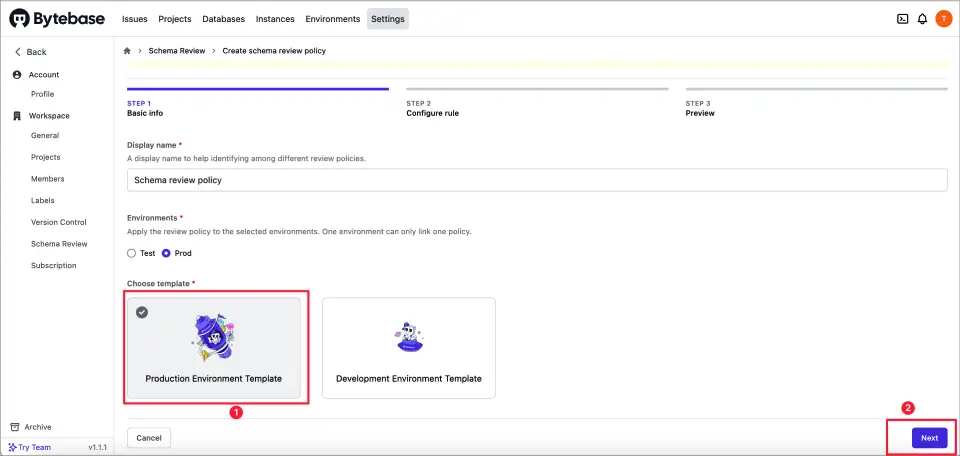 Bytebase
Issues Projects Databases Instances Environments Settings
T
Back
Account
Profile
Workspace
General
Projects
Members
Labels
Version Control
Schema Review
Subscription
Archive
Try Team v1.1.1
Schema Review > Create schema review policy
STEP 1
Basic info
STEP 2
Configure rule
STEP 3
Preview
Display name *
A display name to help identifying among different review policies.
Schema review policy
Environments *
Apply the review policy to the selected environments. One environment can only link one policy.
Test Prod
Choose template *
Production Environment Template
Development Environment Template
1
2
Cancel
Next